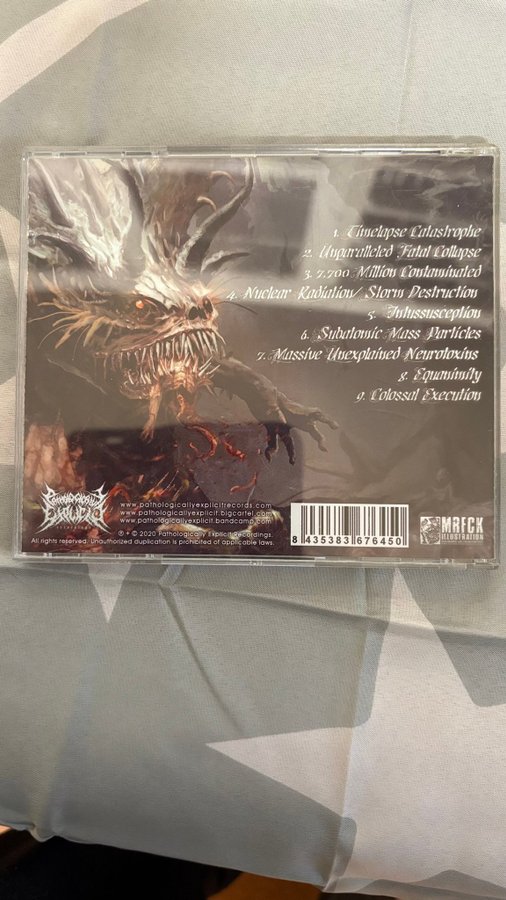 1. Timelapse Catastrophe
2. Unparalleled Fatal Collapse
3. 7.700 Million Contaminated
4. Nuclear Radiation/ Storm Destruction
5. Intussusception
6. Subatomic Mass Particles
7. Massive Unexplained Neurotoxins
8. Equanimity
9. Colossal Execution
Pathologically
Explicit
Recordings
www.pathologicallyexplicitrecords.com
www.pathologicallyexplicit.bigcartel.com
www.pathologicallyexplicit.bandcamp.com
℗ + © 2020 Pathologically Explicit Recordings.
All rights reserved. Unauthorized duplication is prohibited of applicable laws.
8 435383 676450
MRFCK
ILLUSTRATION